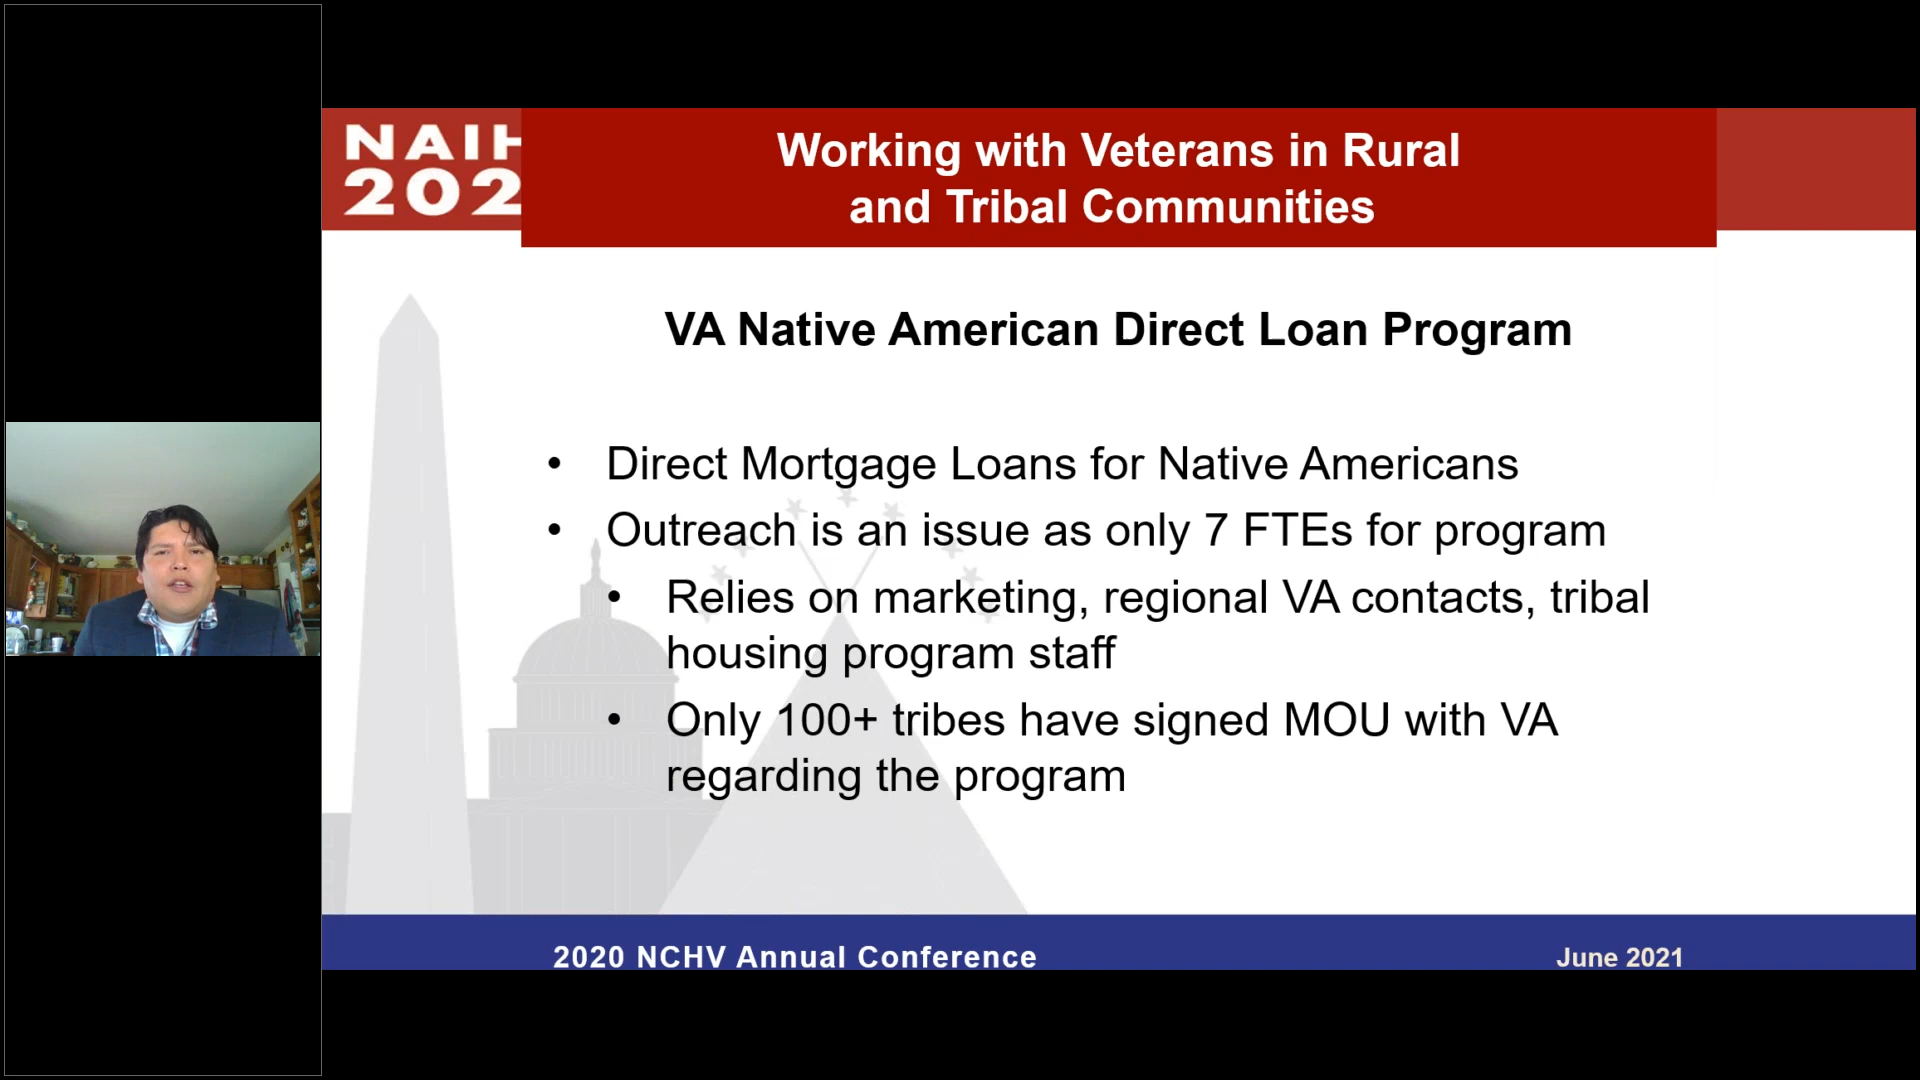 NAIH
202
Working with Veterans in Rural
and Tribal Communities
VA Native American Direct Loan Program
• Direct Mortgage Loans for Native Americans
• Outreach is an issue as only 7 FTEs for program
• Relies on marketing, regional VA contacts, tribal
housing program staff
• Only 100+ tribes have signed MOU with VA
regarding the program
2020 NCHV Annual Conference
June 2021